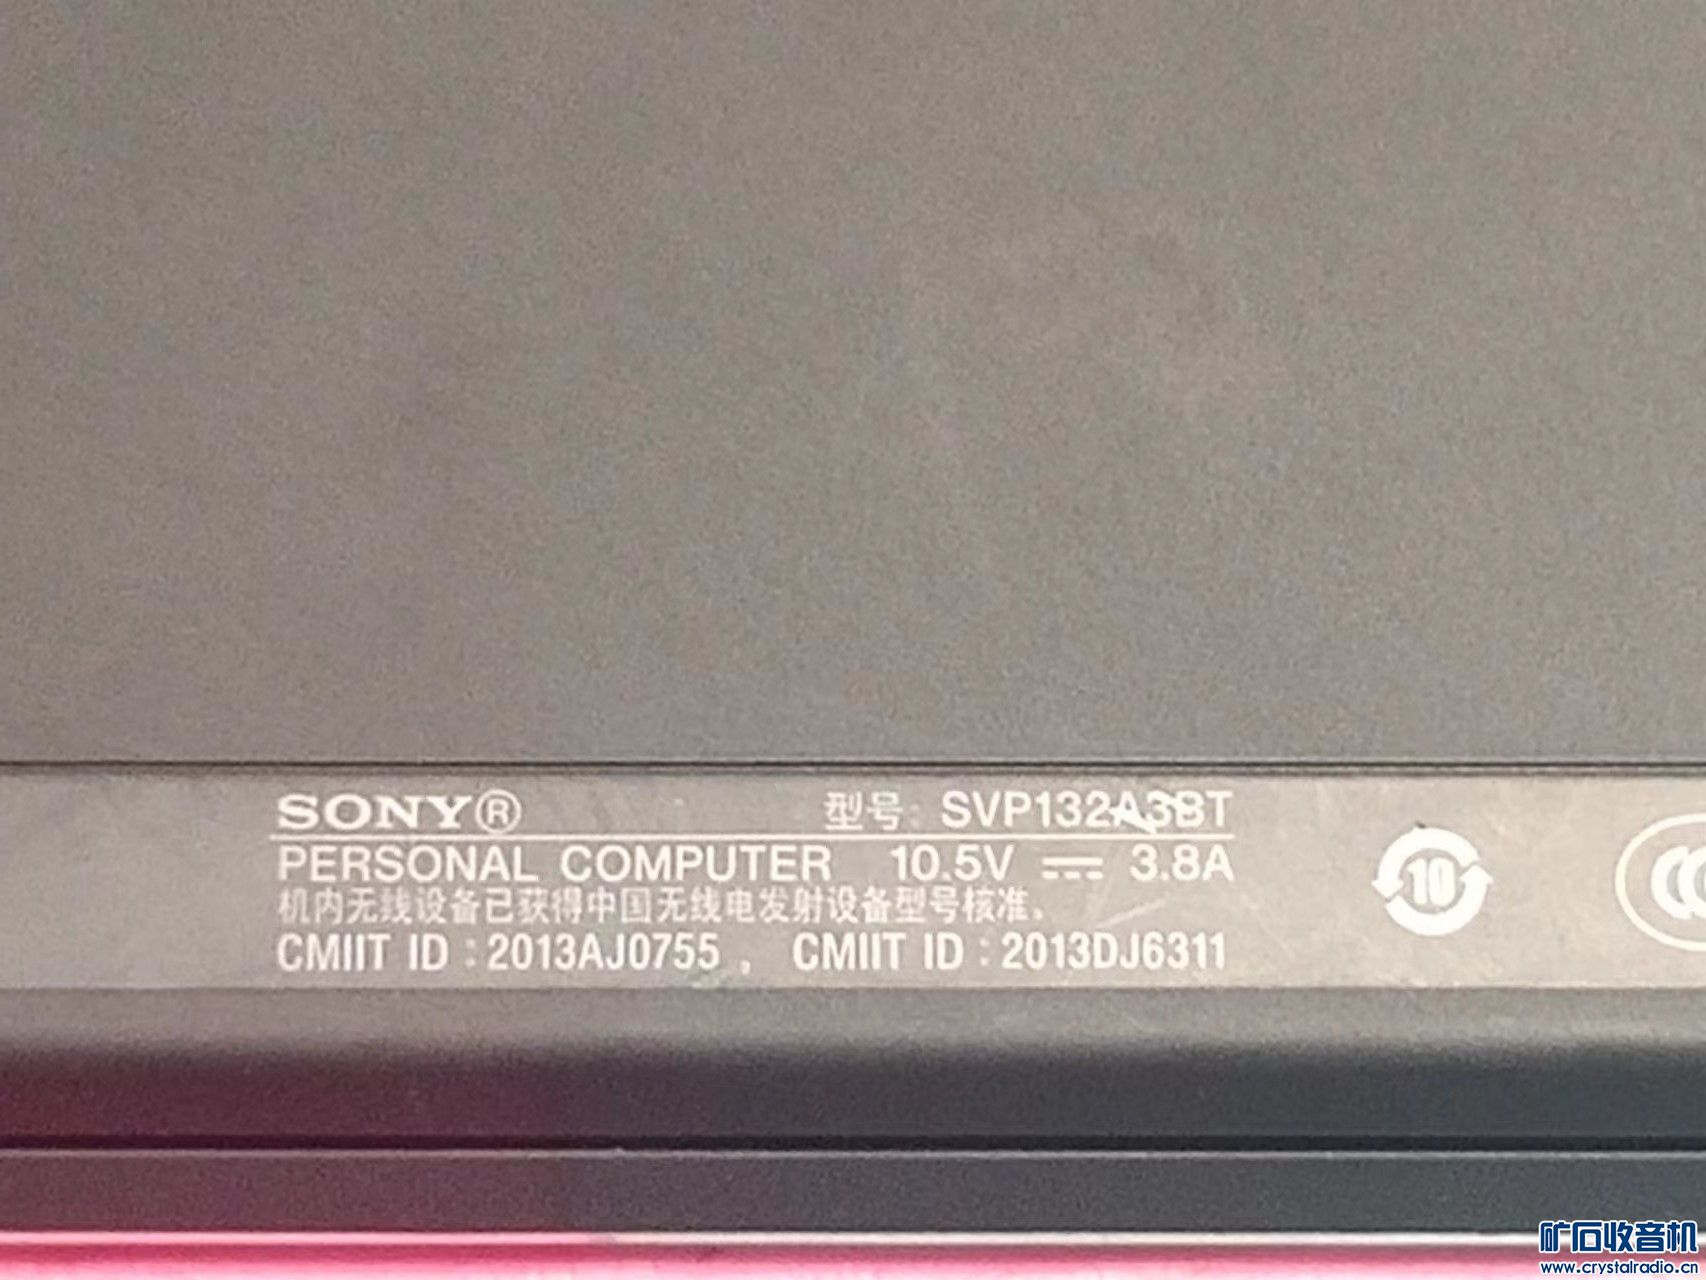 SONY® 型号: SVP132A3BT
PERSONAL COMPUTER 10.5V 3.8A
机内无线设备已获得中国无线电发射设备型号核准。
CMIIT ID : 2013AJ0755 , CMIIT ID : 2013DJ6311
10
矿石收音机
www.crystalradio.cn